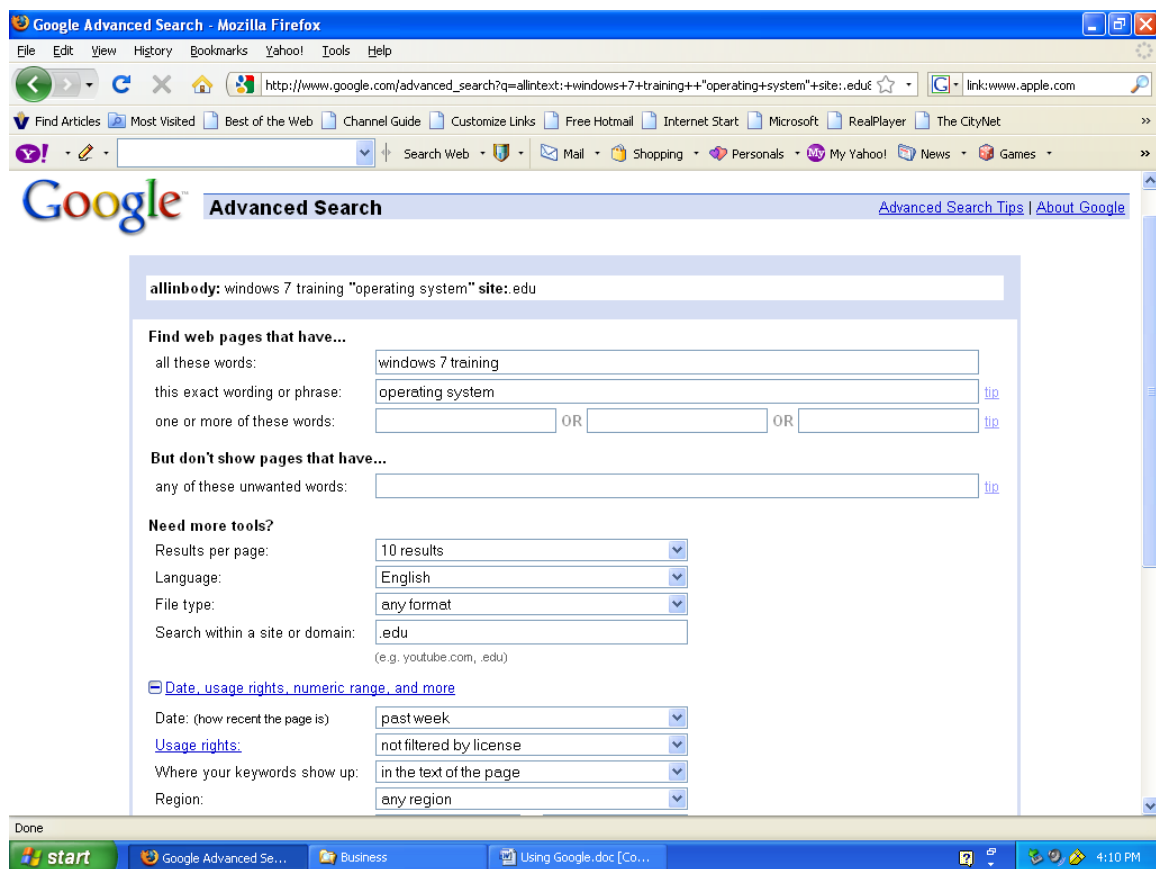 Google Advanced Search - Mozilla Firefox
File Edit View History Bookmarks Yahoo! Tools Help
http://www.google.com/advanced_search?q=allintext:+windows+7+training++"operating+system"+site:.edu& G link:www.apple.com
Find Articles Most Visited Best of the Web Channel Guide Customize Links Free Hotmail Internet Start Microsoft RealPlayer The CityNet »
Y! Search Web Mail Shopping Personals My My Yahoo! News Games »
Google™ Advanced Search Advanced Search Tips | About Google
allinbody: windows 7 training "operating system" site:.edu
Find web pages that have...
all these words: windows 7 training
this exact wording or phrase: operating system tip
one or more of these words: OR OR tip
But don't show pages that have...
any of these unwanted words: tip
Need more tools?
Results per page: 10 results
Language: English
File type: any format
Search within a site or domain: .edu
(e.g. youtube.com, .edu)
Date, usage rights, numeric range, and more
Date: (how recent the page is) past week
Usage rights: not filtered by license
Where your keywords show up: in the text of the page
Region: any region
Done
start Google Advanced Se... Business Using Google.doc [Co... 4:10 PM